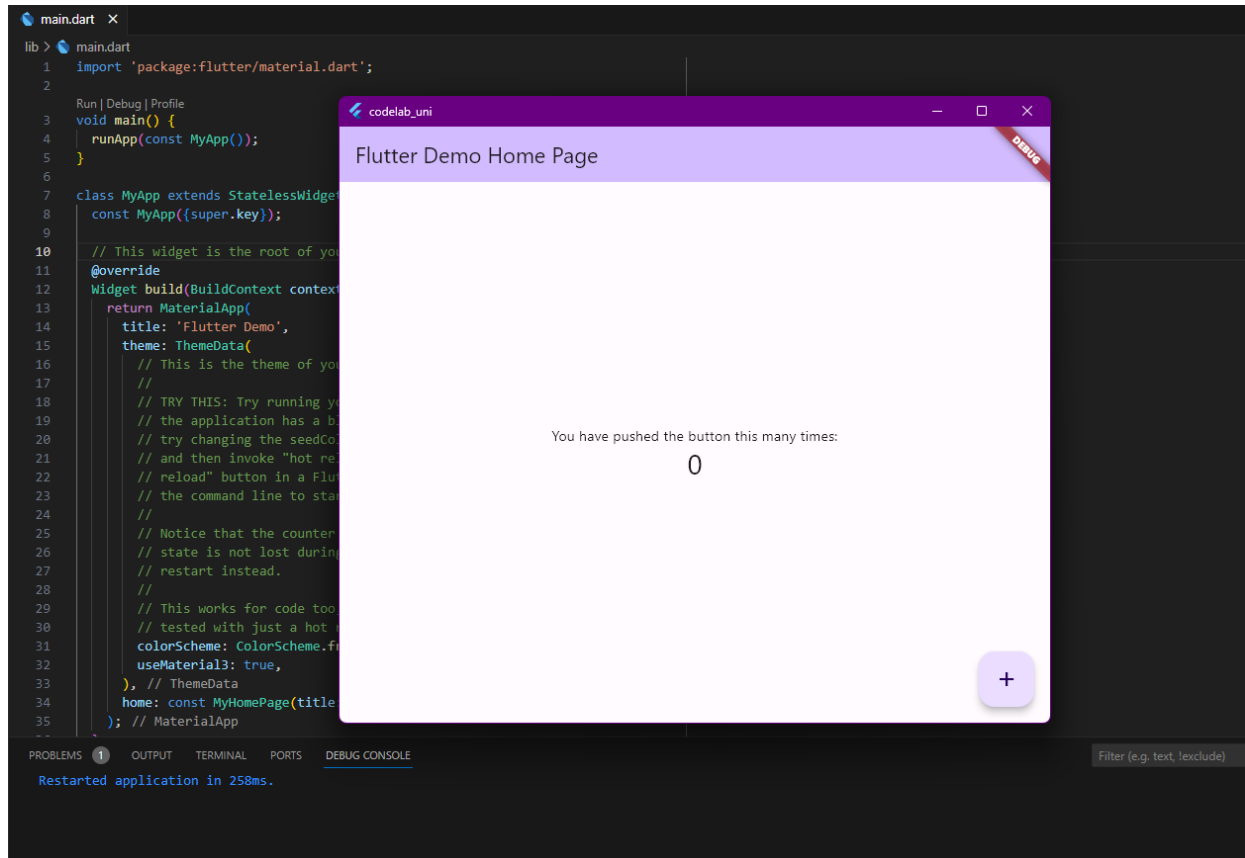 main.dart
lib > main.dart
1 import 'package:flutter/material.dart';
2
Run | Debug | Profile
3 void main() {
4 runApp(const MyApp());
5 }
6
7 class MyApp extends StatelessWidget
8 const MyApp({super.key});
9
10 // This widget is the root of you
11 @override
12 Widget build(BuildContext context
13 return MaterialApp(
14 title: 'Flutter Demo',
15 theme: ThemeData(
16 // This is the theme of you
17 //
18 // TRY THIS: Try running yo
19 // the application has a bl
20 // try changing the seedCol
21 // and then invoke "hot rel
22 // reload" button in a Flut
23 // the command line to star
24 //
25 // Notice that the counter
26 // state is not lost during
27 // restart instead.
28 //
29 // This works for code too
30 // tested with just a hot r
31 colorScheme: ColorScheme.fr
32 useMaterial3: true,
33 ), // ThemeData
34 home: const MyHomePage(title
35 ); // MaterialApp
codelab_uni
Flutter Demo Home Page
DEBUG
You have pushed the button this many times:
0
+
PROBLEMS 1 OUTPUT TERMINAL PORTS DEBUG CONSOLE
Filter (e.g. text, !exclude)
Restarted application in 258ms.